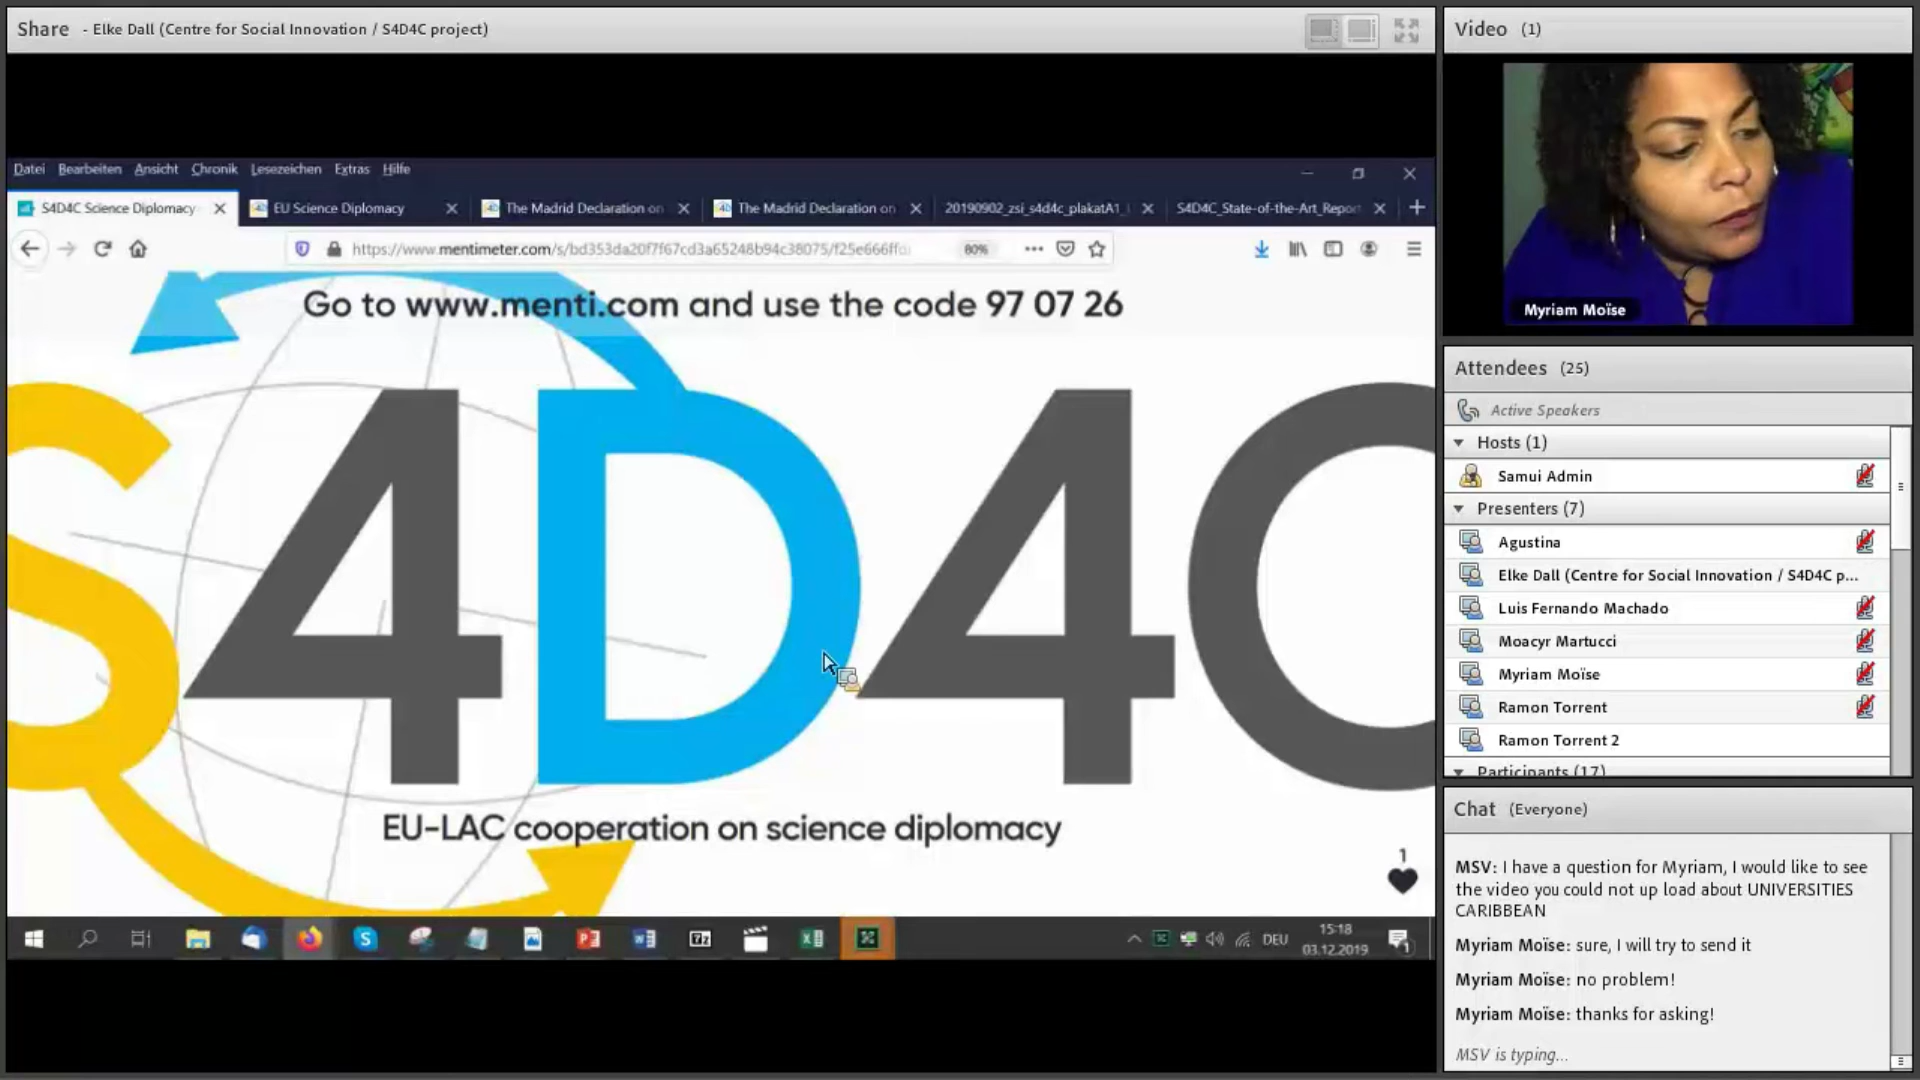 Share - Elke Dall (Centre for Social Innovation / S4D4C project)
Datei Bearbeiten Ansicht Chronik Lesezeichen Extras Hilfe
S4D4C Science Diplomacy
EU Science Diplomacy
The Madrid Declaration on
The Madrid Declaration on
20190902_zsi_s4d4c_plakatA1_
S4D4C_State-of-the-Art_Report
https://www.mentimeter.com/s/bd353da20f7f67cd3a65248b94c38075/f25e666ff
80%
Go to www.menti.com and use the code 97 07 26
S4D4C
EU-LAC cooperation on science diplomacy
1
DEU
15:18
03.12.2019
1
Video (1)
Myriam Moïse
Attendees (25)
Active Speakers
Hosts (1)
Samui Admin
Presenters (7)
Agustina
Elke Dall (Centre for Social Innovation / S4D4C p...
Luis Fernando Machado
Moacyr Martucci
Myriam Moïse
Ramon Torrent
Ramon Torrent 2
Participants (17)
Chat (Everyone)
MSV: I have a question for Myriam, I would like to see
the video you could not up load about UNIVERSITIES
CARIBBEAN
Myriam Moïse: sure, I will try to send it
Myriam Moïse: no problem!
Myriam Moïse: thanks for asking!
MSV is typing...